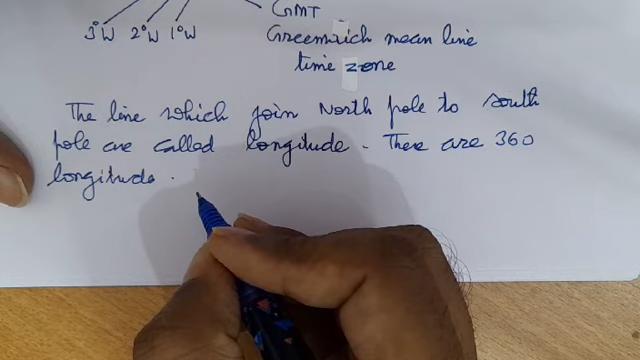 GMT
3°W 2°W 1°W Greenwich mean line
time zone
The line which join North pole to south
pole are called longitude. There are 360
longitude.